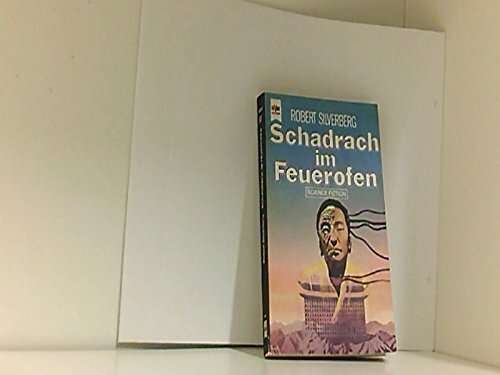 ROBERT SILVERBERG
Schadrach
im
Feuerofen
SCIENCE FICTION